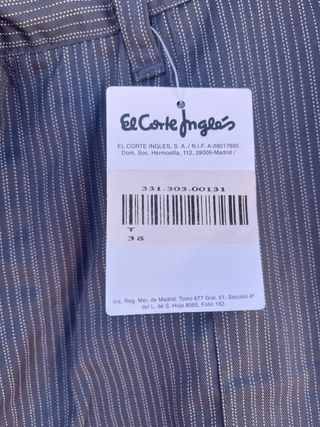 El Corte Inglés
EL CORTE INGLES, S. A. / N.I.F. A-28017895
Dom. Soc. Hermosilla, 112, 28009-Madrid /
331.303.00131
T
38
Ins. Reg. Mer. de Madrid, Tomo 677 Gral. 61, Sección 4ª
del L. de S. Hoja 8085, Folio 162.